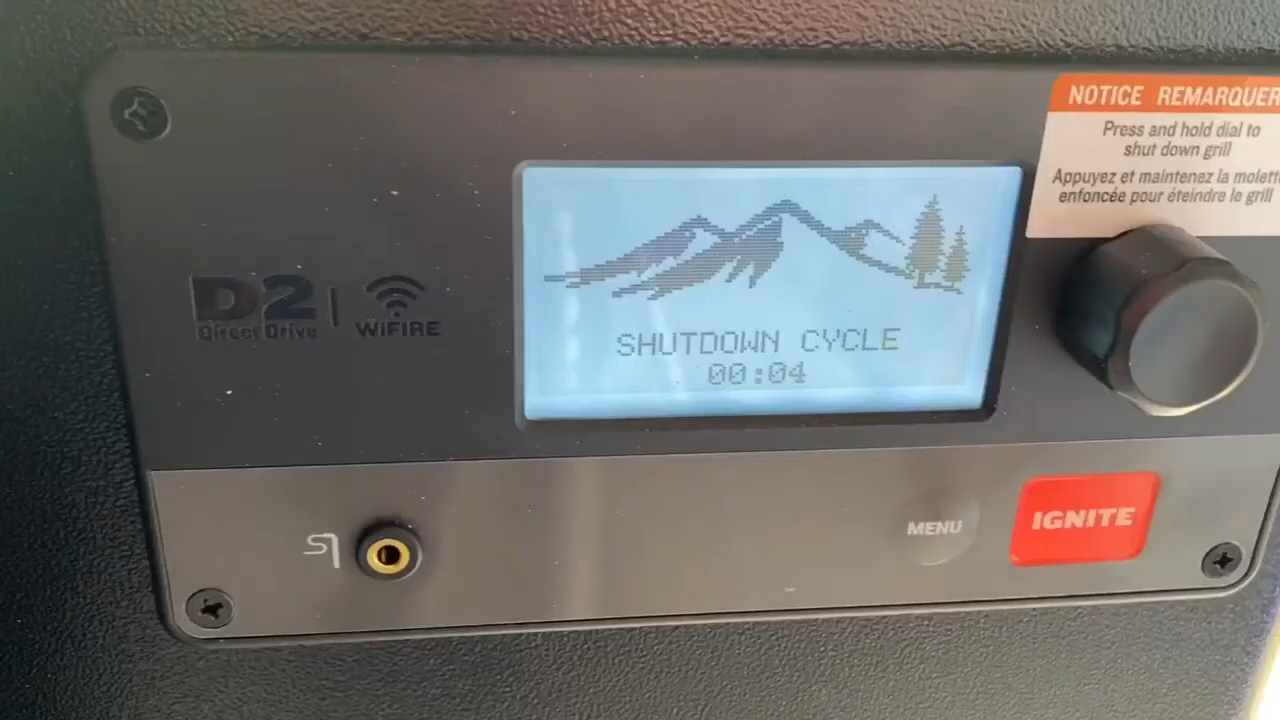 NOTICE REMARQUER
Press and hold dial to
shut down grill
Appuyez et maintenez la molette
enfoncée pour éteindre le grill
D2
Direct Drive
WiFIRE
SHUTDOWN CYCLE
00:04
MENU
IGNITE